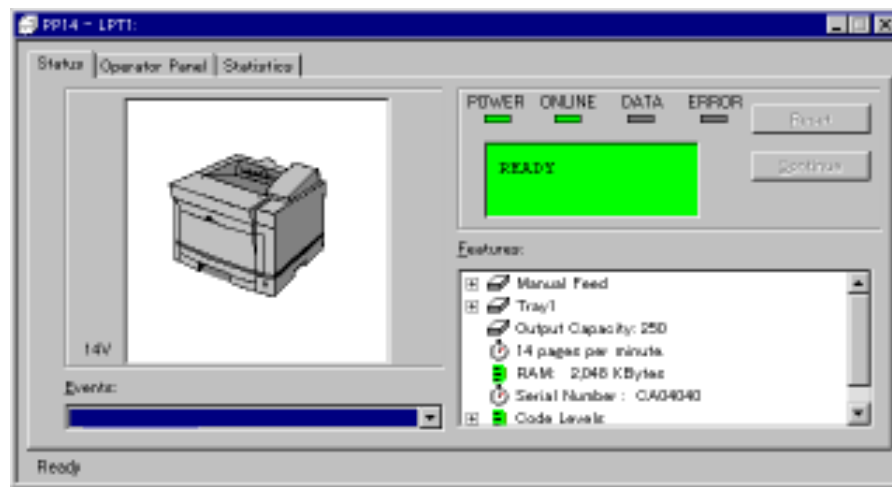 PP14 - LPT1:
Status Operator Panel Statistics
POWER ONLINE DATA ERROR
Reset
READY
Continue
Features:
Manual Feed
Tray1
Output Capacity: 250
14 pages per minute.
RAM: 2,048 KBytes
Serial Number : CA04040
Code Levels
14V
Events:
Ready